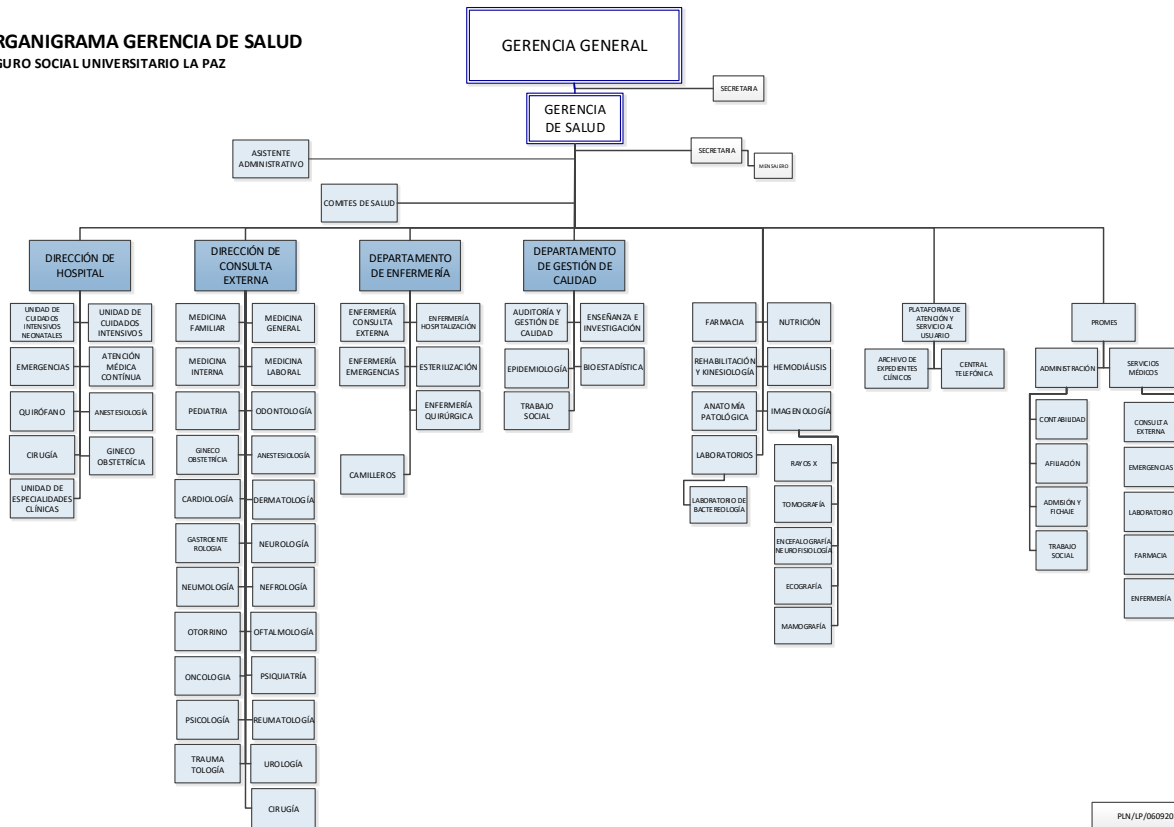 RGANIGRAMA GERENCIA DE SALUD
GURO SOCIAL UNIVERSITARIO LA PAZ
GERENCIA GENERAL
SECRETARIA
GERENCIA
DE SALUD
SECRETARIA
MENSAJERO
ASISTENTE
ADMINISTRATIVO
COMITES DE SALUD
DIRECCIÓN DE
HOSPITAL
UNIDAD DE
CUIDADOS
INTENSIVOS
NEONATALES
UNIDAD DE
CUIDADOS
INTENSIVOS
EMERGENCIAS
ATENCIÓN
MÉDICA
CONTÍNUA
QUIRÓFANO
ANESTESIOLOGÍA
CIRUGÍA
GINECO
OBSTETRÍCIA
UNIDAD DE
ESPECIALIDADES
CLÍNICAS
DIRECCIÓN DE
CONSULTA
EXTERNA
MEDICINA
FAMILIAR
MEDICINA
GENERAL
MEDICINA
INTERNA
MEDICINA
LABORAL
PEDIATRIA
ODONTOLOGÍA
GINECO
OBSTETRÍCIA
ANESTESIOLOGÍA
CARDIOLOGÍA
DERMATOLOGÍA
GASTROENTE
ROLOGIA
NEUROLOGÍA
NEUMOLOGÍA
NEFROLOGÍA
OTORRINO
OFTALMOLOGÍA
ONCOLOGIA
PSIQUIATRÍA
PSICOLOGÍA
REUMATOLOGÍA
TRAUMA
TOLOGÍA
UROLOGÍA
CIRUGÍA
DEPARTAMENTO
DE ENFERMERÍA
ENFERMERÍA
CONSULTA
EXTERNA
ENFERMERÍA
HOSPITALIZACIÓN
ENFERMERÍA
EMERGENCIAS
ESTERILIZACIÓN
ENFERMERÍA
QUIRÚRGICA
CAMILLEROS
DEPARTAMENTO
DE GESTIÓN DE
CALIDAD
AUDITORÍA Y
GESTIÓN DE
CALIDAD
ENSEÑANZA E
INVESTIGACIÓN
EPIDEMIOLOGÍA
BIOESTADÍSTICA
TRABAJO
SOCIAL
FARMACIA
NUTRICIÓN
REHABILITACIÓN
Y KINESIOLOGÍA
HEMODIÁLISIS
ANATOMÍA
PATOLÓGICA
IMAGENOLOGÍA
LABORATORIOS
LABORATORIO DE
BACTEREOLOGÍA
RAYOS X
TOMOGRAFÍA
ENCEFALOGRAFÍA
NEUROFISIOLOGÍA
ECOGRAFÍA
MAMOGRAFÍA
PLATAFORMA DE
ATENCIÓN Y
SERVICIO AL
USUARIO
ARCHIVO DE
EXPEDIENTES
CLÍNICOS
CENTRAL
TELEFÓNICA
PROMES
ADMINISTRACIÓN
SERVICIOS
MÉDICOS
CONTABILIDAD
AFILIACIÓN
ADMISIÓN Y
FICHAJE
TRABAJO
SOCIAL
CONSULTA
EXTERNA
EMERGENCIAS
LABORATORIO
FARMACIA
ENFERMERÍA